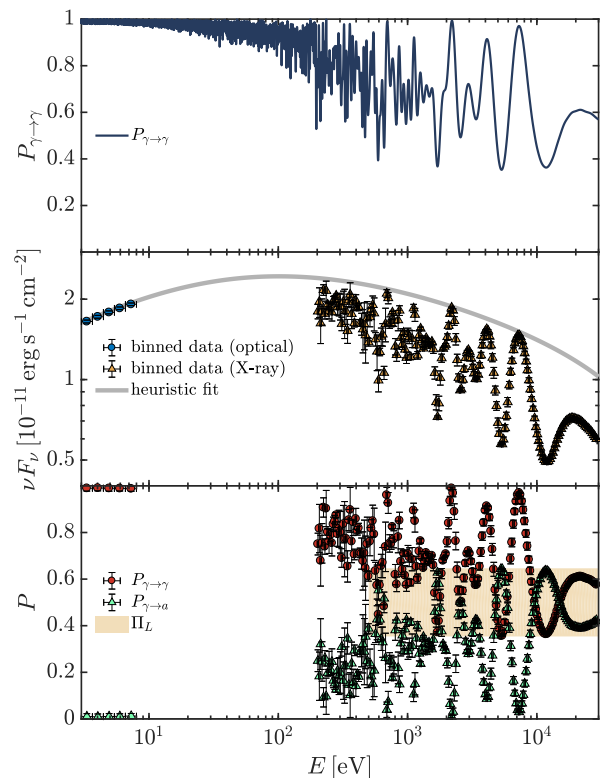 1
0.8
0.6
0.4
0.2
P_{γ→γ}
P_{γ→γ}
2
1
0.5
νF_ν [10^{-11} erg s^{-1} cm^{-2}]
binned data (optical)
binned data (X-ray)
heuristic fit
0.8
0.6
0.4
0.2
0
P
P_{γ→γ}
P_{γ→a}
Π_L
10^1 10^2 10^3 10^4
E [eV]